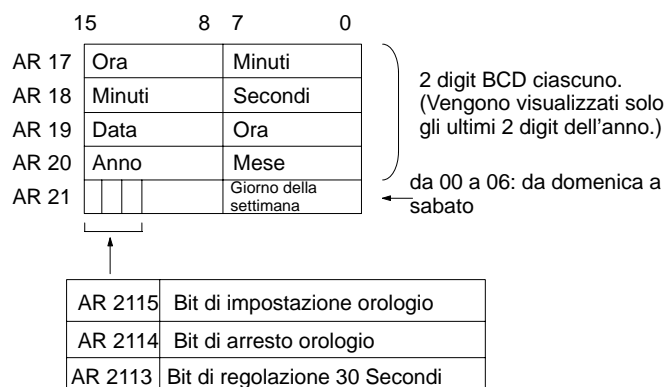 15 8 7 0
AR 17 Ora Minuti
AR 18 Minuti Secondi
AR 19 Data Ora
AR 20 Anno Mese
AR 21 Giorno della
settimana
2 digit BCD ciascuno.
(Vengono visualizzati solo
gli ultimi 2 digit dell'anno.)
da 00 a 06: da domenica a
sabato
AR 2115 Bit di impostazione orologio
AR 2114 Bit di arresto orologio
AR 2113 Bit di regolazione 30 Secondi